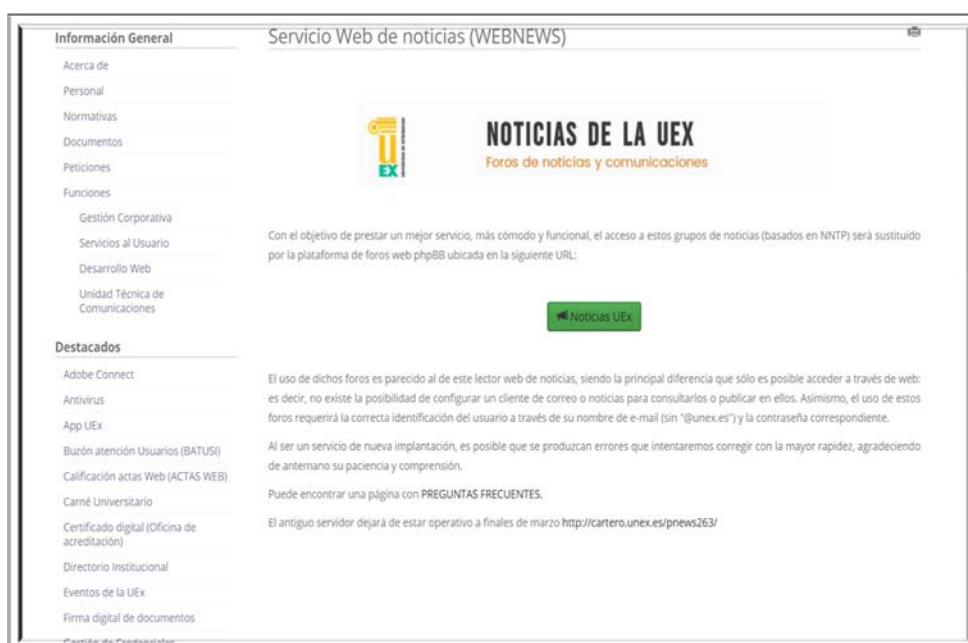 Información General
Acerca de
Personal
Normativas
Documentos
Peticiones
Funciones
Gestión Corporativa
Servicios al Usuario
Desarrollo Web
Unidad Técnica de
Comunicaciones
Destacados
Adobe Connect
Antivirus
App UEx
Buzón atención Usuarios (BATUSI)
Calificación actas Web (ACTAS WEB)
Carné Universitario
Certificado digital (Oficina de
acreditación)
Directorio Institucional
Eventos de la UEx
Firma digital de documentos
Gestión de Credenciales
Servicio Web de noticias (WEBNEWS)
UEX
NOTICIAS DE LA UEX
Foros de noticias y comunicaciones
Con el objetivo de prestar un mejor servicio, más cómodo y funcional, el acceso a estos grupos de noticias (basados en NNTP) será sustituido
por la plataforma de foros web phpBB ubicada en la siguiente URL:
Noticias UEx
El uso de dichos foros es parecido al de este lector web de noticias, siendo la principal diferencia que sólo es posible acceder a través de web:
es decir, no existe la posibilidad de configurar un cliente de correo o noticias para consultarlos o publicar en ellos. Asimismo, el uso de estos
foros requerirá la correcta identificación del usuario a través de su nombre de e-mail (sin "@unex.es") y la contraseña correspondiente.
Al ser un servicio de nueva implantación, es posible que se produzcan errores que intentaremos corregir con la mayor rapidez, agradeciendo
de antemano su paciencia y comprensión.
Puede encontrar una página con PREGUNTAS FRECUENTES.
El antiguo servidor dejará de estar operativo a finales de marzo http://cartero.unex.es/pnews263/